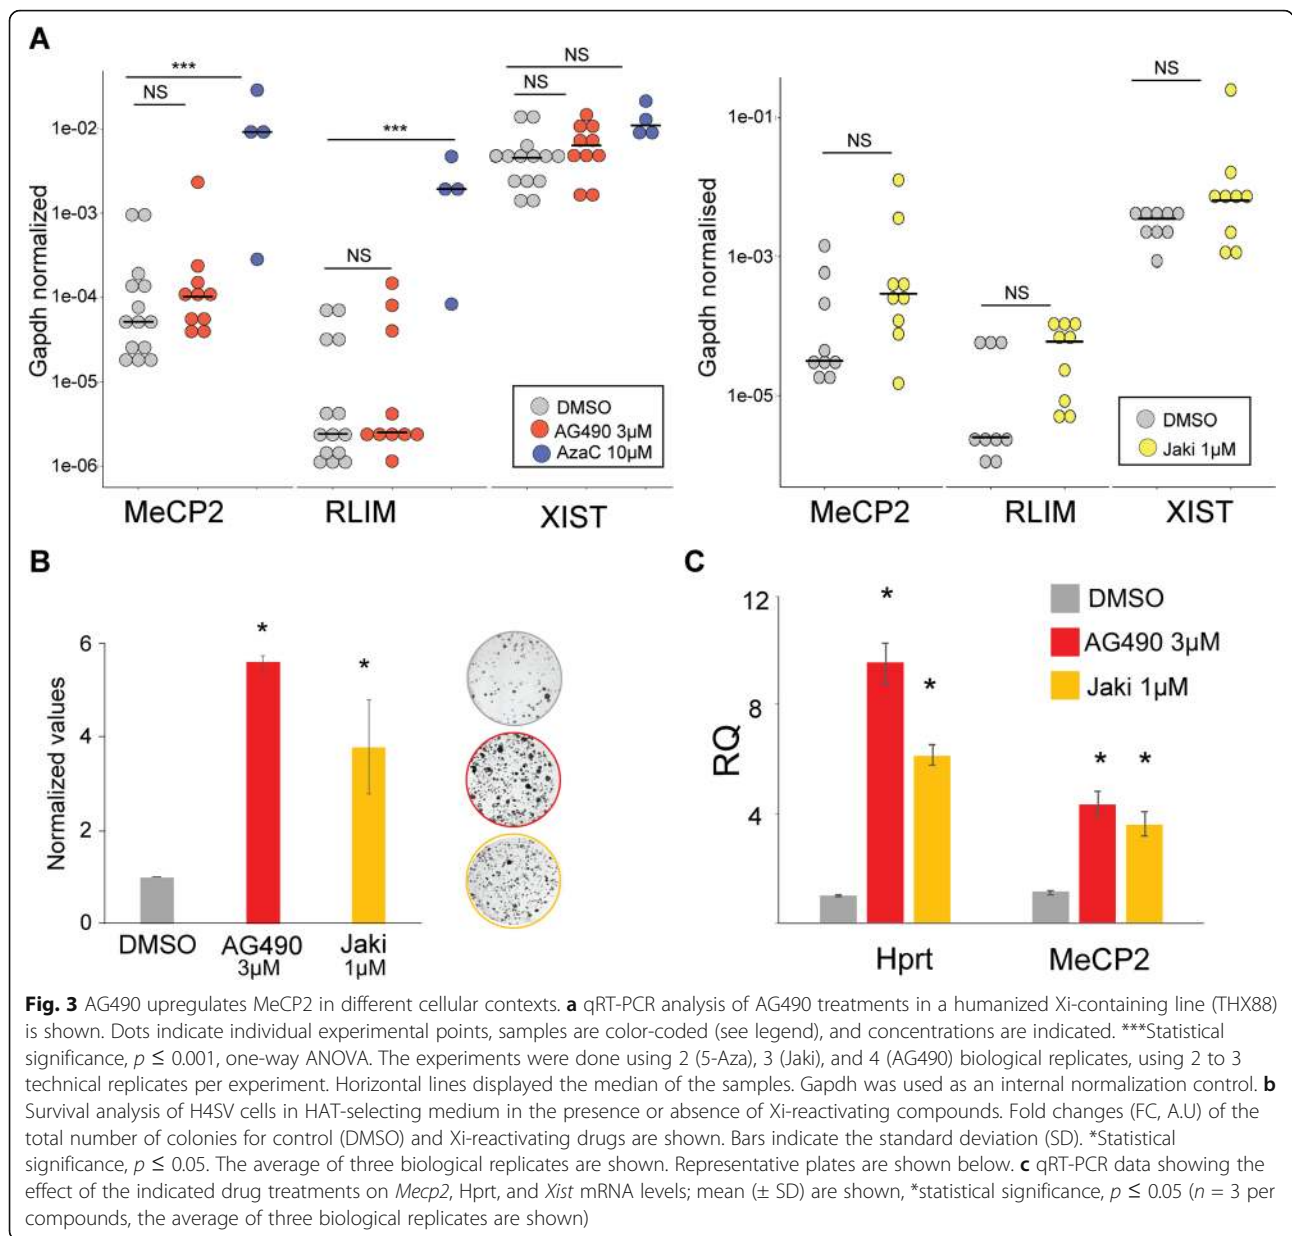 A
***
NS
1e-02
1e-03
1e-04
1e-05
1e-06
Gapdh normalized
***
NS
NS
NS
DMSO
AG490 3µM
AzaC 10µM
MeCP2
RLIM
XIST
1e-01
1e-03
1e-05
Gapdh normalised
NS
NS
NS
DMSO
Jaki 1µM
MeCP2
RLIM
XIST
B
Normalized values
6
4
2
0
*
*
DMSO
AG490
3µM
Jaki
1µM
C
RQ
12
8
4
*
*
*
*
DMSO
AG490 3µM
Jaki 1µM
Hprt
MeCP2
Fig. 3 AG490 upregulates MeCP2 in different cellular contexts. a qRT-PCR analysis of AG490 treatments in a humanized Xi-containing line (THX88)
is shown. Dots indicate individual experimental points, samples are color-coded (see legend), and concentrations are indicated. ***Statistical
significance, p ≤ 0.001, one-way ANOVA. The experiments were done using 2 (5-Aza), 3 (Jaki), and 4 (AG490) biological replicates, using 2 to 3
technical replicates per experiment. Horizontal lines displayed the median of the samples. Gapdh was used as an internal normalization control. b
Survival analysis of H4SV cells in HAT-selecting medium in the presence or absence of Xi-reactivating compounds. Fold changes (FC, A.U) of the
total number of colonies for control (DMSO) and Xi-reactivating drugs are shown. Bars indicate the standard deviation (SD). *Statistical
significance, p ≤ 0.05. The average of three biological replicates are shown. Representative plates are shown below. c qRT-PCR data showing the
effect of the indicated drug treatments on Mecp2, Hprt, and Xist mRNA levels; mean (± SD) are shown, *statistical significance, p ≤ 0.05 (n = 3 per
compounds, the average of three biological replicates are shown)